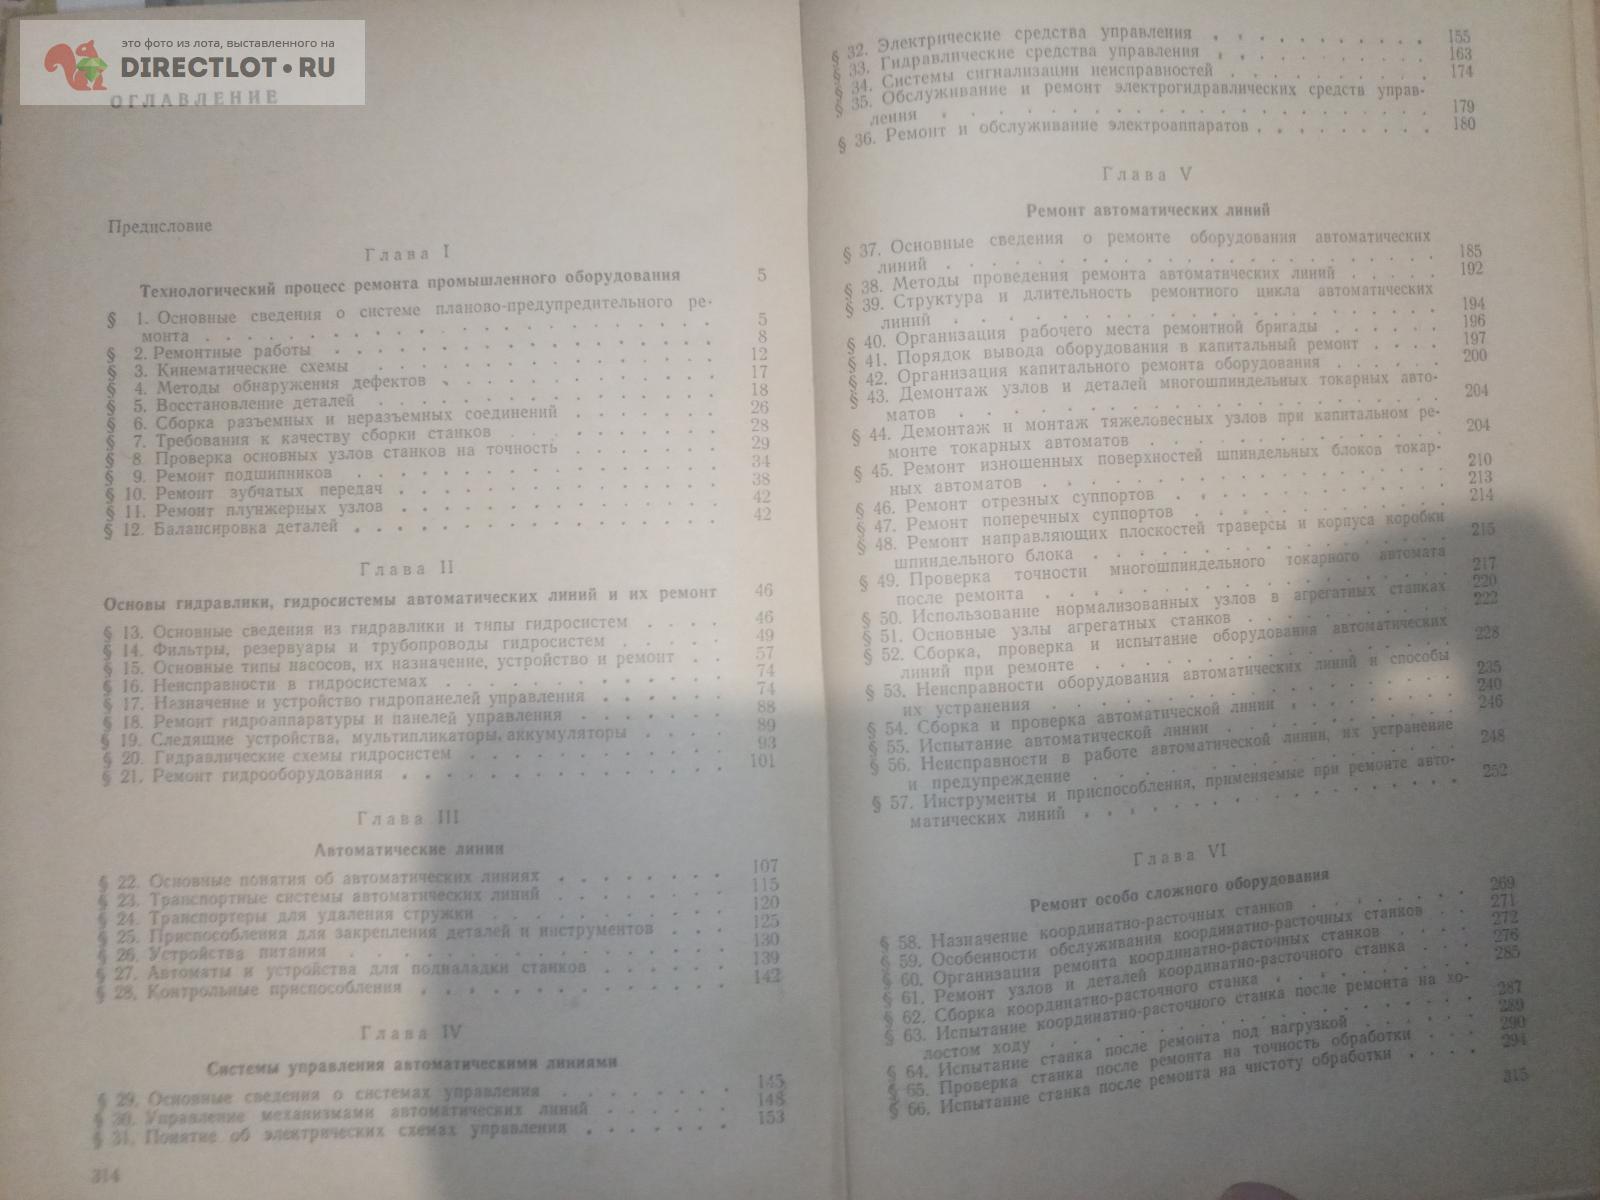 это фото из лота, выставленного на
DIRECTLOT•RU
ОГЛАВЛЕНИЕ
Предисловие
Глава I
Технологический процесс ремонта промышленного оборудования 5
§ 1. Основные сведения о системе планово-предупредительного ре-
монта 5
§ 2. Ремонтные работы 8
§ 3. Кинематические схемы 12
§ 4. Методы обнаружения дефектов 17
§ 5. Восстановление деталей 18
§ 6. Сборка разъемных и неразъемных соединений 26
§ 7. Требования к качеству сборки станков 28
§ 8 Проверка основных узлов станков на точность 29
§ 9. Ремонт подшипников 34
§ 10. Ремонт зубчатых передач 38
§ 11. Ремонт плунжерных узлов 42
§ 12. Балансировка деталей 42
Глава II
Основы гидравлики, гидросистемы автоматических линий и их ремонт 46
§ 13. Основные сведения из гидравлики и типы гидросистем 46
§ 14. Фильтры, резервуары и трубопроводы гидросистем 49
§ 15. Основные типы насосов, их назначение, устройство и ремонт 57
§ 16. Неисправности в гидросистемах 74
§ 17. Назначение и устройство гидропанелей управления 74
§ 18. Ремонт гидроаппаратуры и панелей управления 88
§ 19. Следящие устройства, мультипликаторы, аккумуляторы 89
§ 20. Гидравлические схемы гидросистем 93
§ 21. Ремонт гидрооборудования 101
Глава III
Автоматические линии
§ 22. Основные понятия об автоматических линиях 107
§ 23. Транспортные системы автоматических линий 115
§ 24. Транспортеры для удаления стружки 120
§ 25. Приспособления для закрепления деталей и инструментов 125
§ 26. Устройства питания 130
§ 27. Автоматы и устройства для подналадки станков 139
§ 28. Контрольные приспособления 142
Глава IV
Системы управления автоматическими линиями
§ 29. Основные сведения о системах управления 145
§ 30. Управление механизмами автоматических линий 148
§ 31. Понятие об электрических схемах управления 153
314
§ 32. Электрические средства управления 155
§ 33. Гидравлические средства управления 163
§ 34. Системы сигнализации неисправностей 174
§ 35. Обслуживание и ремонт электрогидравлических средств управ-
ления 179
§ 36. Ремонт и обслуживание электроаппаратов 180
Глава V
Ремонт автоматических линий
§ 37. Основные сведения о ремонте оборудования автоматических
линий 185
§ 38. Методы проведения ремонта автоматических линий 192
§ 39. Структура и длительность ремонтного цикла автоматических
линий 194
§ 40. Организация рабочего места ремонтной бригады 196
§ 41. Порядок вывода оборудования в капитальный ремонт 197
§ 42. Организация капитального ремонта оборудования 200
§ 43. Демонтаж узлов и деталей многошпиндельных токарных авто-
матов 204
§ 44. Демонтаж и монтаж тяжеловесных узлов при капитальном ре-
монте токарных автоматов 204
§ 45. Ремонт изношенных поверхностей шпиндельных блоков токар-
ных автоматов 210
§ 46. Ремонт отрезных суппортов 213
§ 47. Ремонт поперечных суппортов 214
§ 48. Ремонт направляющих плоскостей траверсы и корпуса коробки
шпиндельного блока 215
§ 49. Проверка точности многошпиндельного токарного автомата
после ремонта 217
§ 50. Использование нормализованных узлов в агрегатных станках 220
§ 51. Основные узлы агрегатных станков 222
§ 52. Сборка, проверка и испытание оборудования автоматических
линий при ремонте 228
§ 53. Неисправности оборудования автоматических линий и способы
их устранения 235
§ 54. Сборка и проверка автоматической линии 240
§ 55. Испытание автоматической линии 246
§ 56. Неисправности в работе автоматической линии, их устранение
и предупреждение 248
§ 57. Инструменты и приспособления, применяемые при ремонте авто-
матических линий 252
Глава VI
Ремонт особо сложного оборудования
§ 58. Назначение координатно-расточных станков 269
§ 59. Особенности обслуживания координатно-расточных станков 271
§ 60. Организация ремонта координатно-расточных станков 272
§ 61. Ремонт узлов и деталей координатно-расточного станка 276
§ 62. Сборка координатно-расточного станка 285
§ 63. Испытание координатно-расточного станка после ремонта на хо-
лостом ходу 287
§ 64. Испытание станка после ремонта под нагрузкой 289
§ 65. Проверка станка после ремонта на точность обработки 290
§ 66. Испытание станка после ремонта на чистоту обработки 294
315